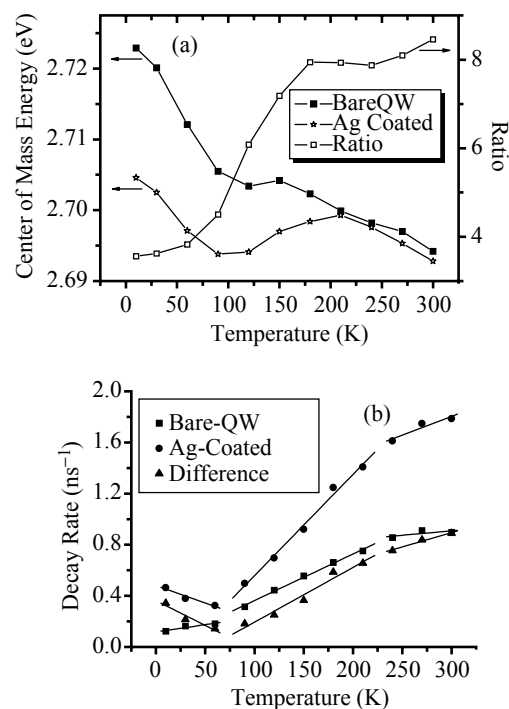 (a)
Center of Mass Energy (eV)
2.72
2.71
2.70
2.69
Ratio
8
6
4
BareQW
Ag Coated
Ratio
0 50 100 150 200 250 300
Temperature (K)
(b)
Decay Rate (ns⁻¹)
2.0
1.6
1.2
0.8
0.4
0.0
Bare-QW
Ag-Coated
Difference
0 50 100 150 200 250 300
Temperature (K)